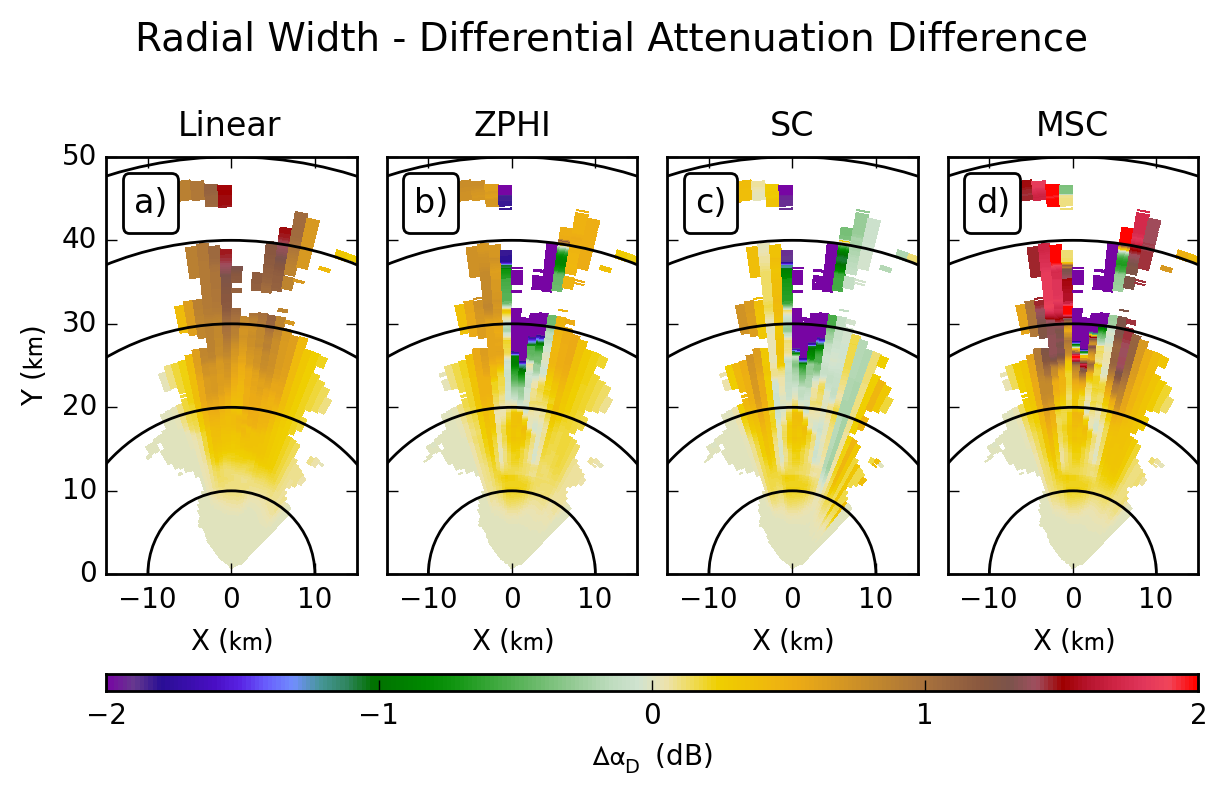 Radial Width - Differential Attenuation Difference
Linear ZPHI SC MSC
a) b) c) d)
50
40
30
20
10
0
Y (km)
−10 0 10 −10 0 10 −10 0 10 −10 0 10
X (km) X (km) X (km) X (km)
−2 −1 0 1 2
Δα_D (dB)